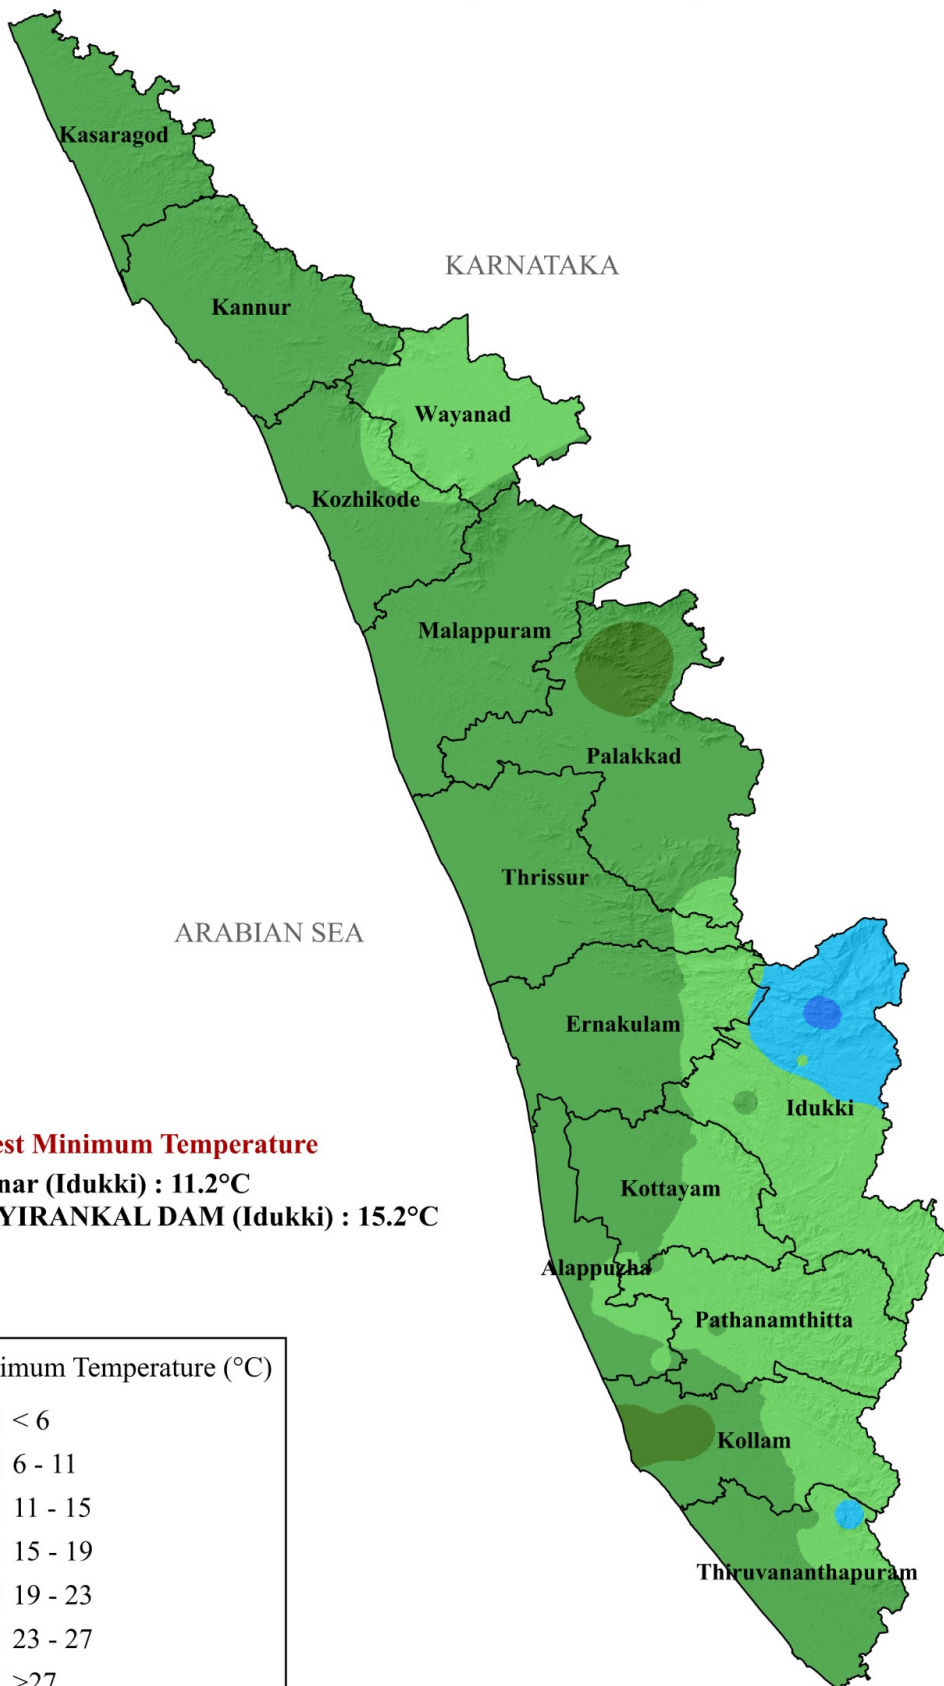 Kasaragod
KARNATAKA
Kannur
Wayanad
Kozhikode
Malappuram
Palakkad
Thrissur
ARABIAN SEA
Ernakulam
Idukki
est Minimum Temperature
nar (Idukki) : 11.2°C
YIRANKAL DAM (Idukki) : 15.2°C
Kottayam
Alappuzha
Pathanamthitta
Kollam
Thiruvananthapuram
imum Temperature (°C)
< 6
6 - 11
11 - 15
15 - 19
19 - 23
23 - 27
>27